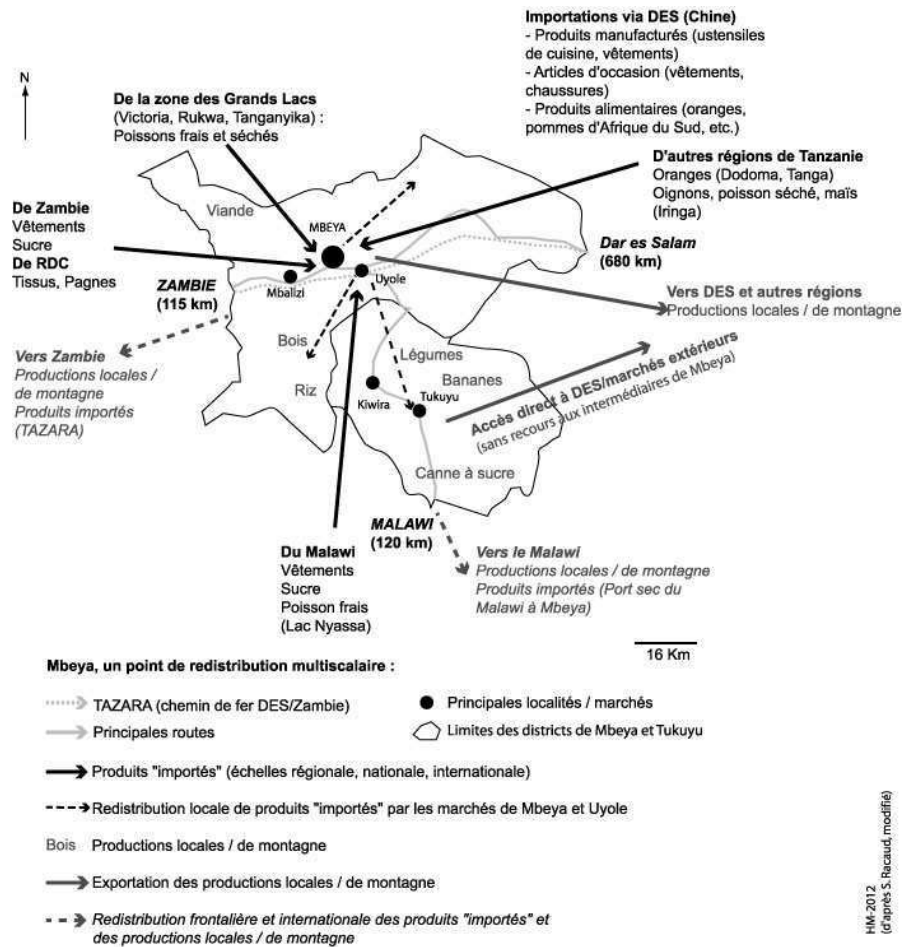 Importations via DES (Chine)
- Produits manufacturés (ustensiles
de cuisine, vêtements)
- Articles d'occasion (vêtements,
chaussures)
- Produits alimentaires (oranges,
pommes d'Afrique du Sud, etc.)
N
De la zone des Grands Lacs
(Victoria, Rukwa, Tanganyika) :
Poissons frais et séchés
D'autres régions de Tanzanie
Oranges (Dodoma, Tanga)
Oignons, poisson séché, maïs
(Iringa)
De Zambie
Vêtements
Sucre
De RDC
Tissus, Pagnes
Viande
MBEYA
Dar es Salam
(680 km)
ZAMBIE
(115 km)
Mbalizi
Uyole
Vers DES et autres régions
Productions locales / de montagne
Vers Zambie
Productions locales /
de montagne
Produits importés
(TAZARA)
Bois
Riz
Légumes
Bananes
Kiwira
Tukuyu
Canne à sucre
Accès direct à DES/marchés extérieurs
(sans recours aux intermédiaires de Mbeya)
MALAWI
(120 km)
Du Malawi
Vêtements
Sucre
Poisson frais
(Lac Nyassa)
Vers le Malawi
Productions locales / de montagne
Produits importés (Port sec du
Malawi à Mbeya)
16 Km
Mbeya, un point de redistribution multiscalaire :
TAZARA (chemin de fer DES/Zambie)
Principales localités / marchés
Principales routes
Limites des districts de Mbeya et Tukuyu
Produits "importés" (échelles régionale, nationale, internationale)
Redistribution locale de produits "importés" par les marchés de Mbeya et Uyole
Bois Productions locales / de montagne
Exportation des productions locales / de montagne
Redistribution frontalière et internationale des produits "importés" et
des productions locales / de montagne
HM-2012
(d'après S. Racaud, modifié)